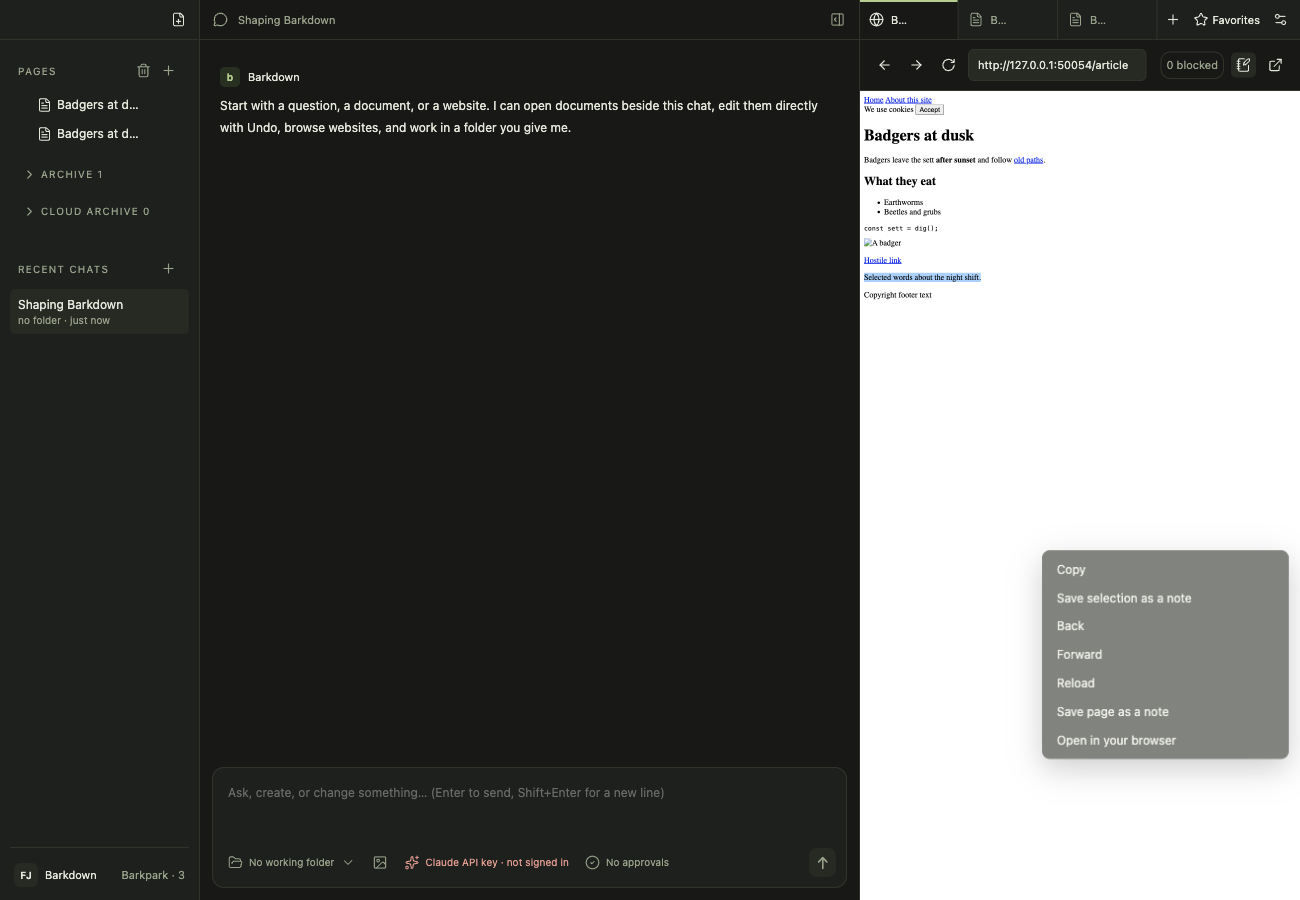 Shaping Barkdown
B...
B...
B...
Favorites
PAGES
Badgers at d...
Badgers at d...
ARCHIVE 1
CLOUD ARCHIVE 0
RECENT CHATS
Shaping Barkdown
no folder · just now
FJ Barkdown Barkpark · 3
b Barkdown
Start with a question, a document, or a website. I can open documents beside this chat, edit them directly
with Undo, browse websites, and work in a folder you give me.
Ask, create, or change something... (Enter to send, Shift+Enter for a new line)
No working folder
Claude API key · not signed in
No approvals
http://127.0.0.1:50054/article
0 blocked
Home About this site
We use cookies Accept
Badgers at dusk
Badgers leave the sett after sunset and follow old paths.
What they eat
• Earthworms
• Beetles and grubs
const sett = dig();
A badger
Hostile link
Selected words about the night shift.
Copyright footer text
Copy
Save selection as a note
Back
Forward
Reload
Save page as a note
Open in your browser